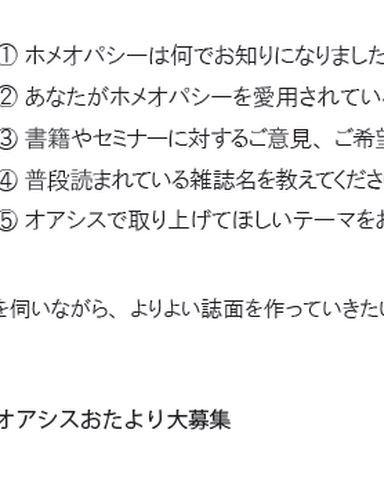 ① ホメオパシーは何でお知りになりました
② あなたがホメオパシーを愛用されてい
③ 書籍やセミナーに対するご意見、ご希望
④ 普段読まれている雑誌名を教えてくださ
⑤ オアシスで取り上げてほしいテーマをお
を伺いながら、よりよい誌面を作っていきたい
オアシスおたより大募集